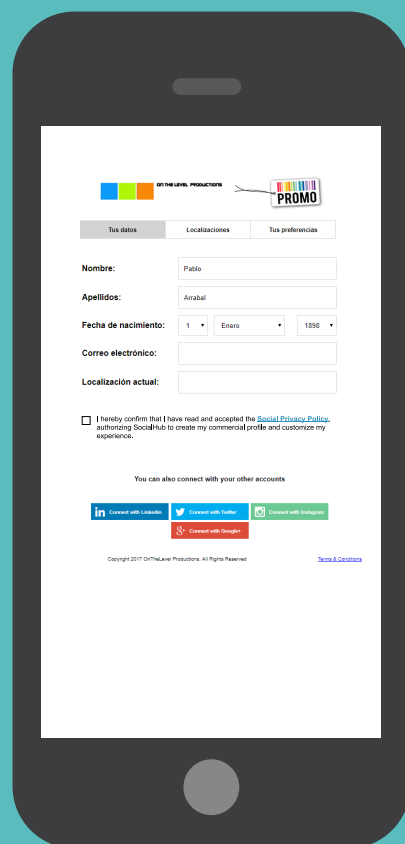 ON THE LEVEL PRODUCTIONS
PROMO
Tus datos Localizaciones Tus preferencias
Nombre: Pablo
Apellidos: Arrabal
Fecha de nacimiento: 1 Enero 1898
Correo electrónico:
Localización actual:
I hereby confirm that I have read and accepted the Social Privacy Policy,
authorizing SocialHub to create my commercial profile and customize my
experience.
You can also connect with your other accounts
in Connect with Linkedin Connect with Twitter Connect with Instagram
g+ Connect with Google+
Copyright 2017 OnTheLevel Productions. All Rights Reserved Terms & Conditions